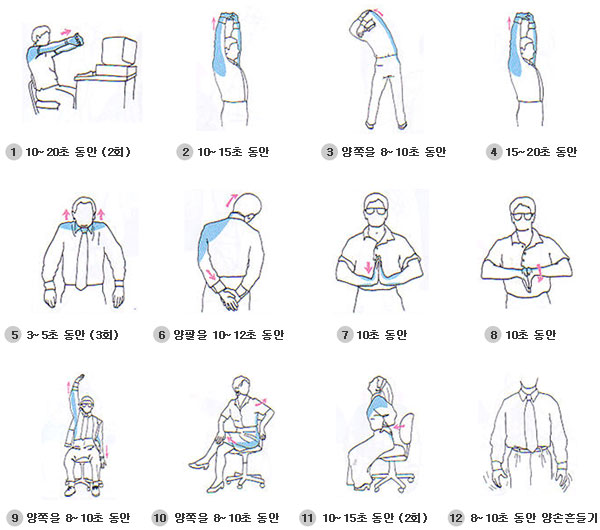 1 10~20초 동안 (2회)
2 10~15초 동안
3 양쪽을 8~10초 동안
4 15~20초 동안
5 3~5초 동안 (3회)
6 양팔을 10~12초 동안
7 10초 동안
8 10초 동안
9 양쪽을 8~10초 동안
10 양쪽을 8~10초 동안
11 10~15초 동안 (2회)
12 8~10초 동안 양손흔들기